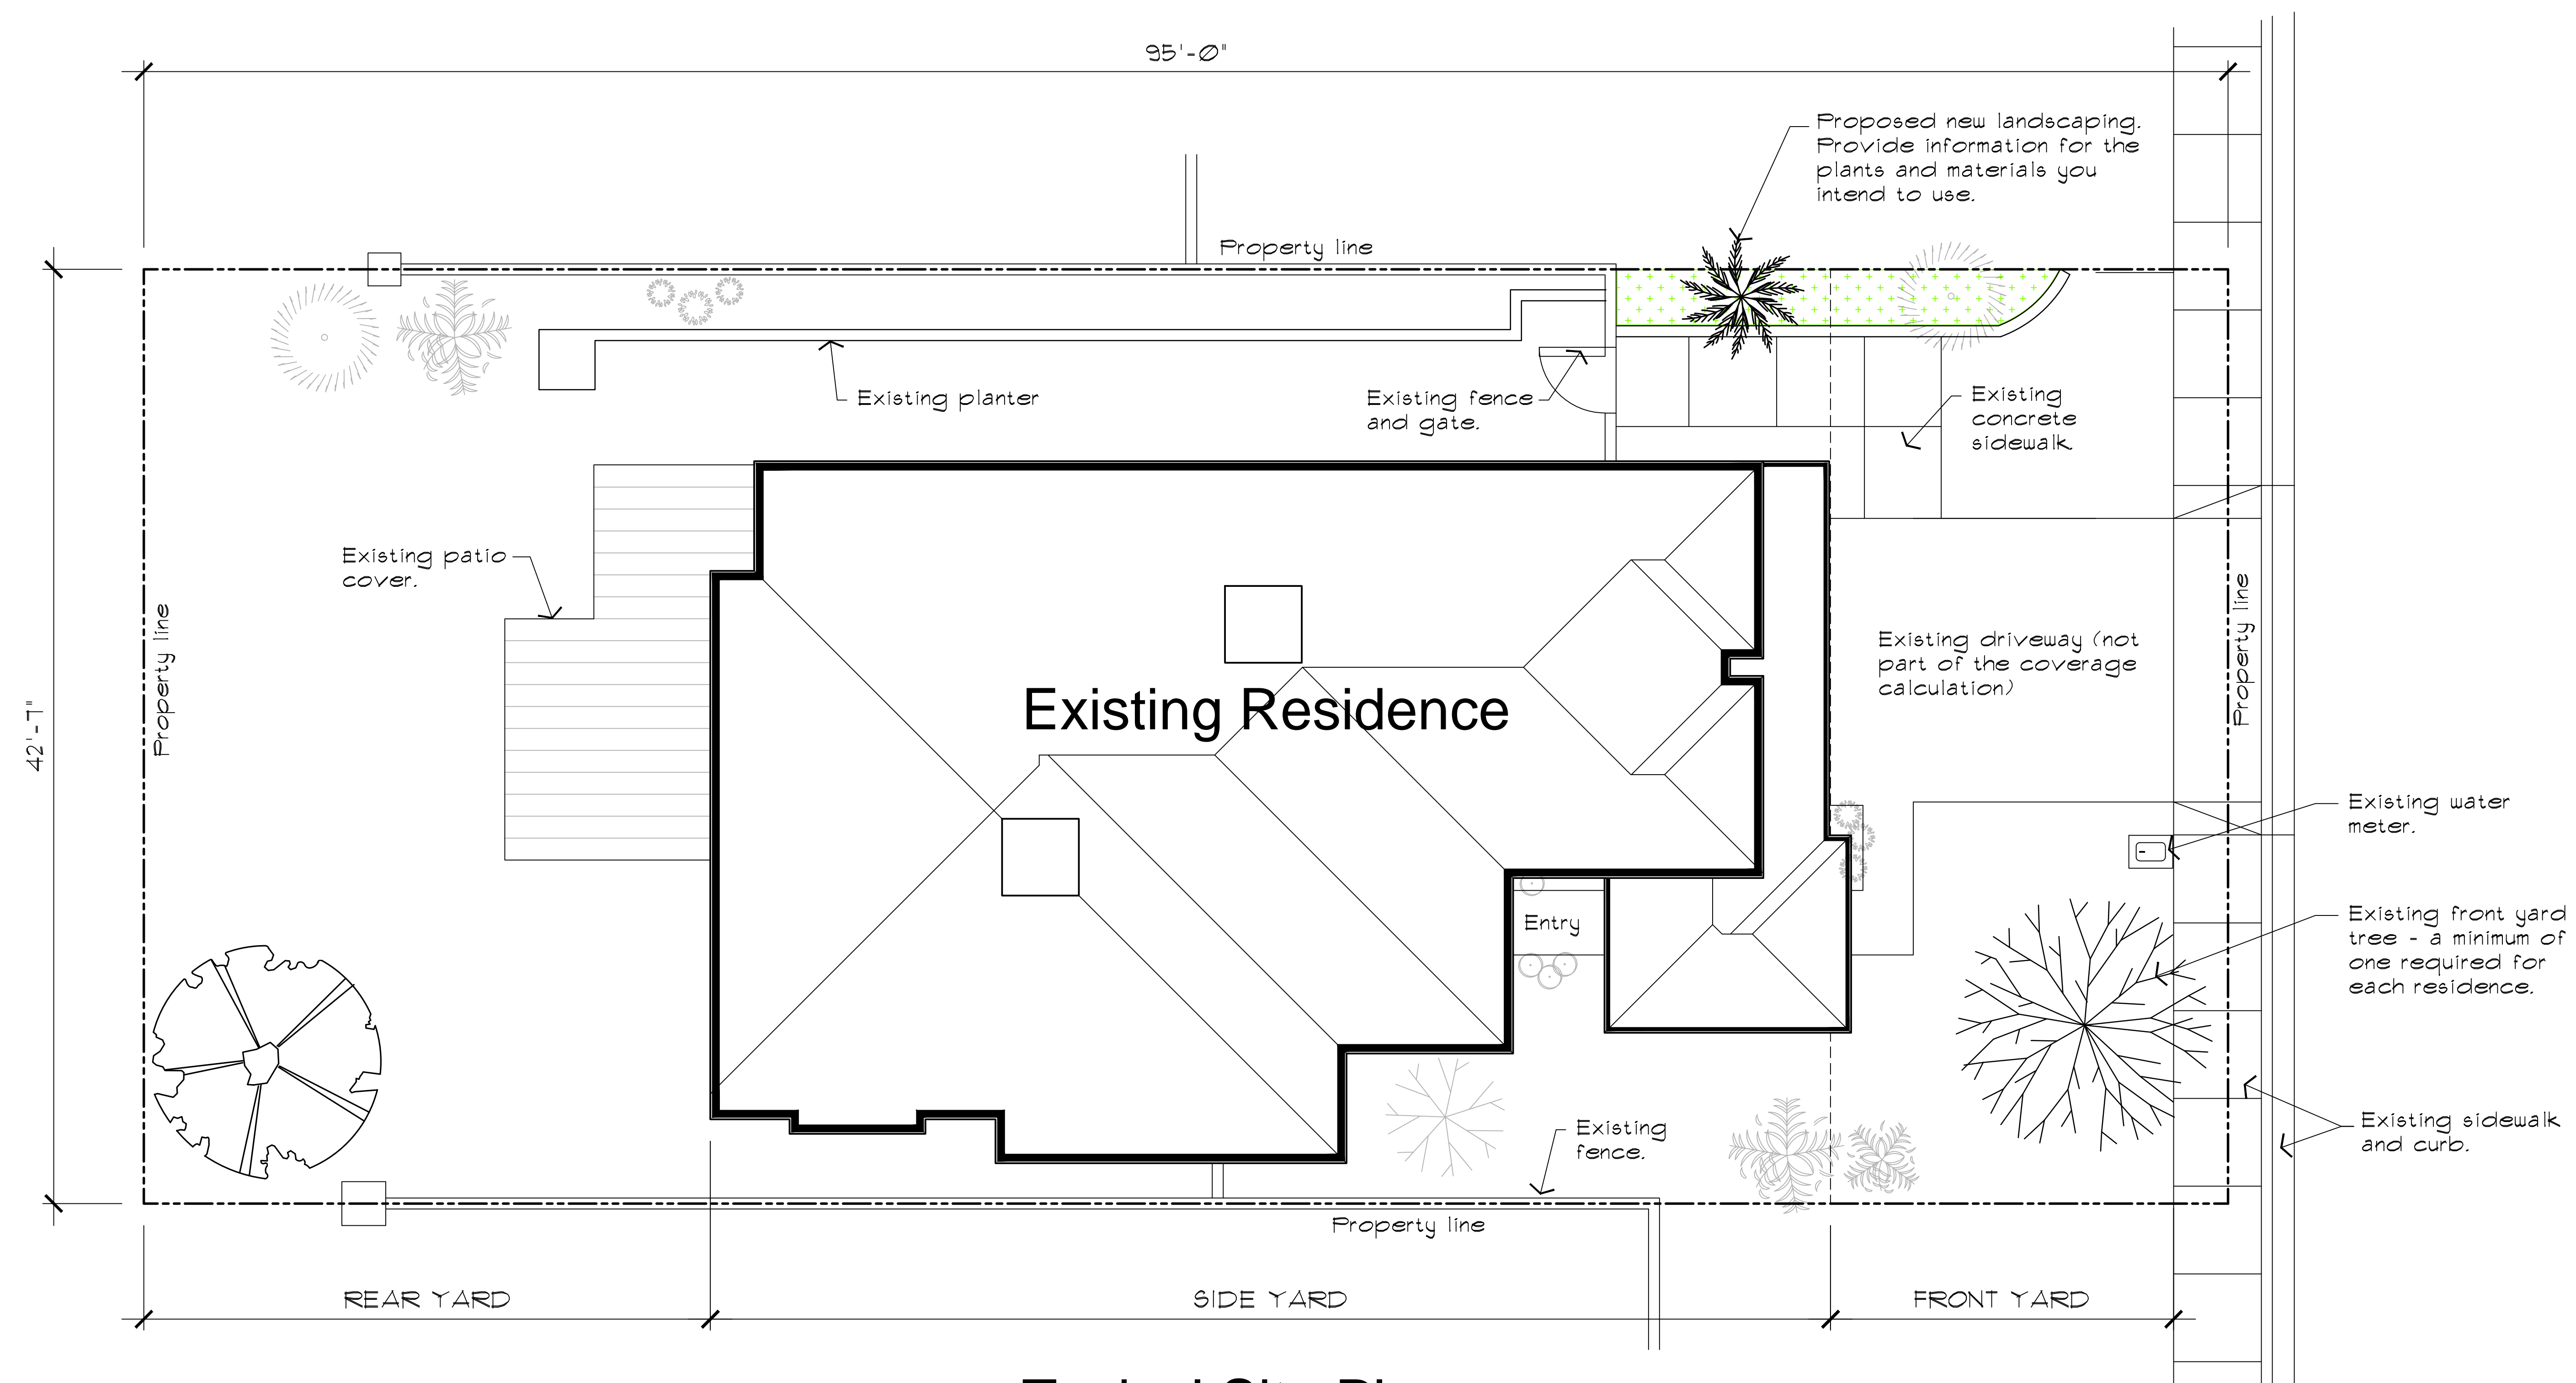 95'-0"
Proposed new landscaping.
Provide information for the
plants and materials you
intend to use.
Property line
Existing planter
Existing fence
and gate.
Existing
concrete
sidewalk.
Existing patio
cover.
Property line
42'-7"
Existing Residence
Existing driveway (not
part of the coverage
calculation)
Property line
Existing water
meter.
Entry
Existing front yard
tree - a minimum of
one required for
each residence.
Existing
fence.
Existing sidewalk
and curb.
Property line
REAR YARD
SIDE YARD
FRONT YARD